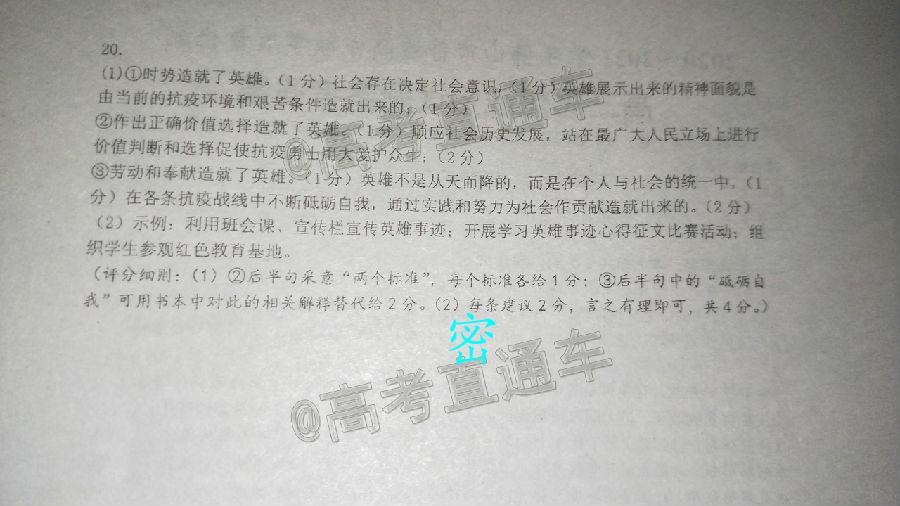 20.
(1)①时势造就了英雄。(1分)社会存在决定社会意识,(1分)英雄展示出来的精神面貌是
由当前的抗疫环境和艰苦条件造就出来的;(1分)
②作出正确价值选择造就了英雄。(1分)顺应社会历史发展,站在最广大人民立场上进行
价值判断和选择促使抗疫勇士用大爱护众生;(2分)
③劳动和奉献造就了英雄。(1分)英雄不是从天而降的,而是在个人与社会的统一中,(1
分)在各条抗疫战线中不断砥砺自我,通过实践和努力为社会作贡献造就出来的。(2分)
(2)示例:利用班会课、宣传栏宣传英雄事迹;开展学习英雄事迹心得征文比赛活动;组
织学生参观红色教育基地。
(评分细则:(1)②后半句采意“两个标准”,每个标准各给1分;③后半句中的“砥砺自
我”可用书本中对此的相关解释替代给2分。(2)每条建议2分,言之有理即可,共4分。)
密
@高考直通车
@高考直通车